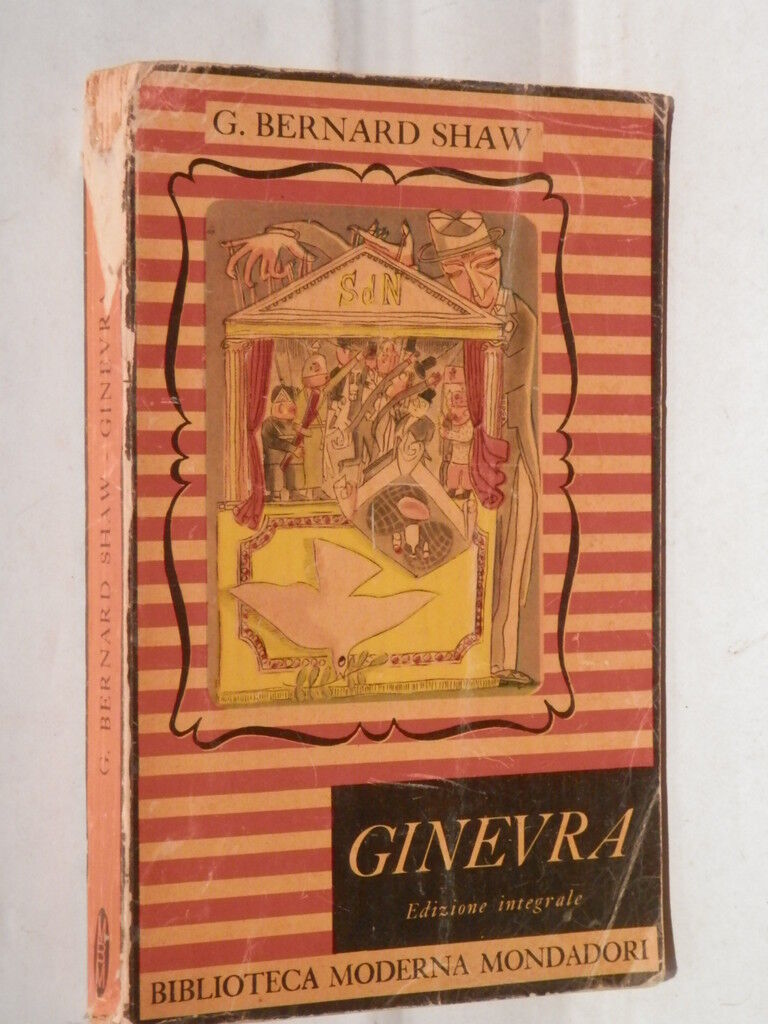 G. BERNARD SHAW
SdN
GINEVRA
Edizione integrale
BIBLIOTECA MODERNA MONDADORI
G. BERNARD SHAW - GINEVRA